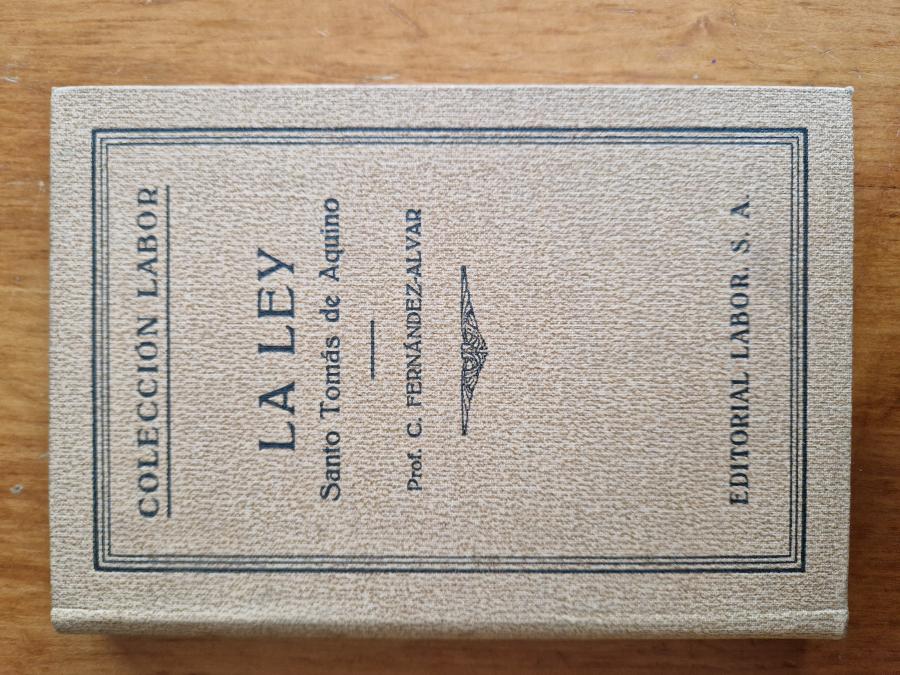 COLECCIÓN LABOR
LA LEY
Santo Tomás de Aquino
Prof. C. FERNÁNDEZ-ALVAR
EDITORIAL LABOR, S. A.